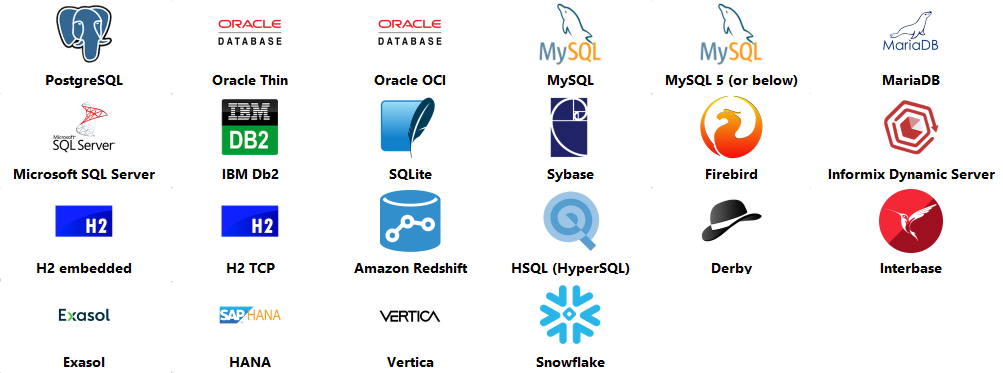 ORACLE
DATABASE
ORACLE
DATABASE
MySQL
MySQL
MariaDB
PostgreSQL
Oracle Thin
Oracle OCI
MySQL
MySQL 5 (or below)
MariaDB
Microsoft
SQL Server
IBM
DB2
Microsoft SQL Server
IBM Db2
SQLite
Sybase
Firebird
Informix Dynamic Server
H2
H2
H2 embedded
H2 TCP
Amazon Redshift
HSQL (HyperSQL)
Derby
Interbase
Exasol
SAP HANA
VERTICA
Exasol
HANA
Vertica
Snowflake